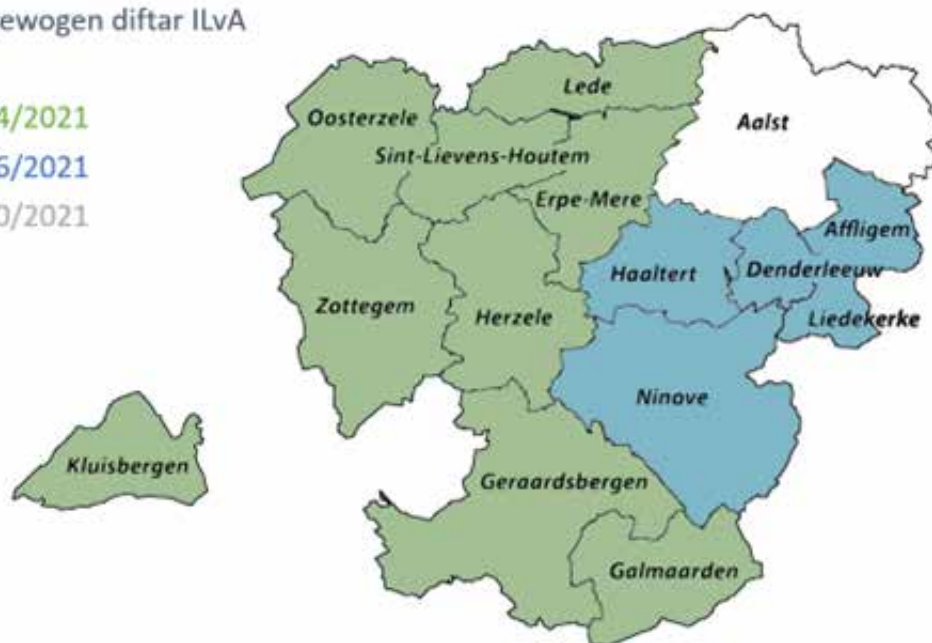 ewogen diftar ILvA
4/2021
6/2021
0/2021
Lede
Aalst
Oosterzele
Sint-Lievens-Houtem
Erpe-Mere
Affligem
Haaltert
Denderleeuw
Zottegem
Herzele
Liedekerke
Ninove
Kluisbergen
Geraardsbergen
Galmaarden